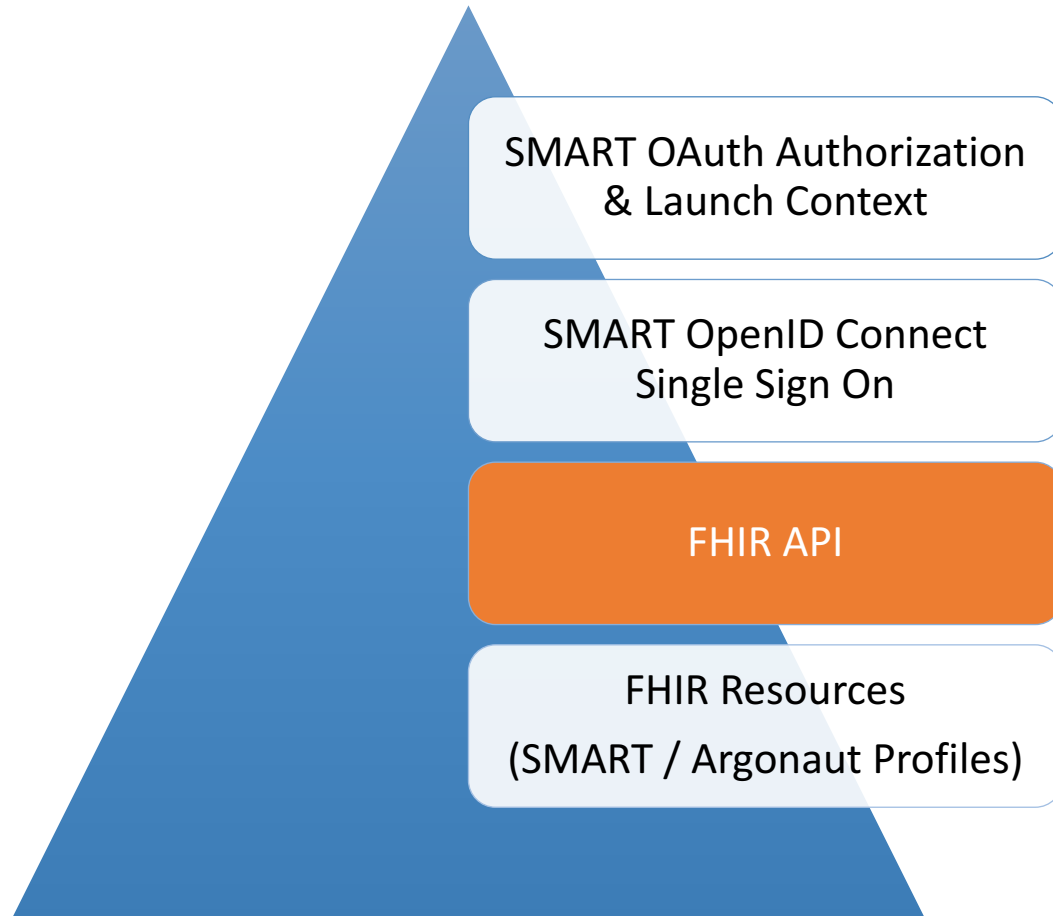 SMART OAuth Authorization
& Launch Context
SMART OpenID Connect
Single Sign On
FHIR API
FHIR Resources
(SMART / Argonaut Profiles)